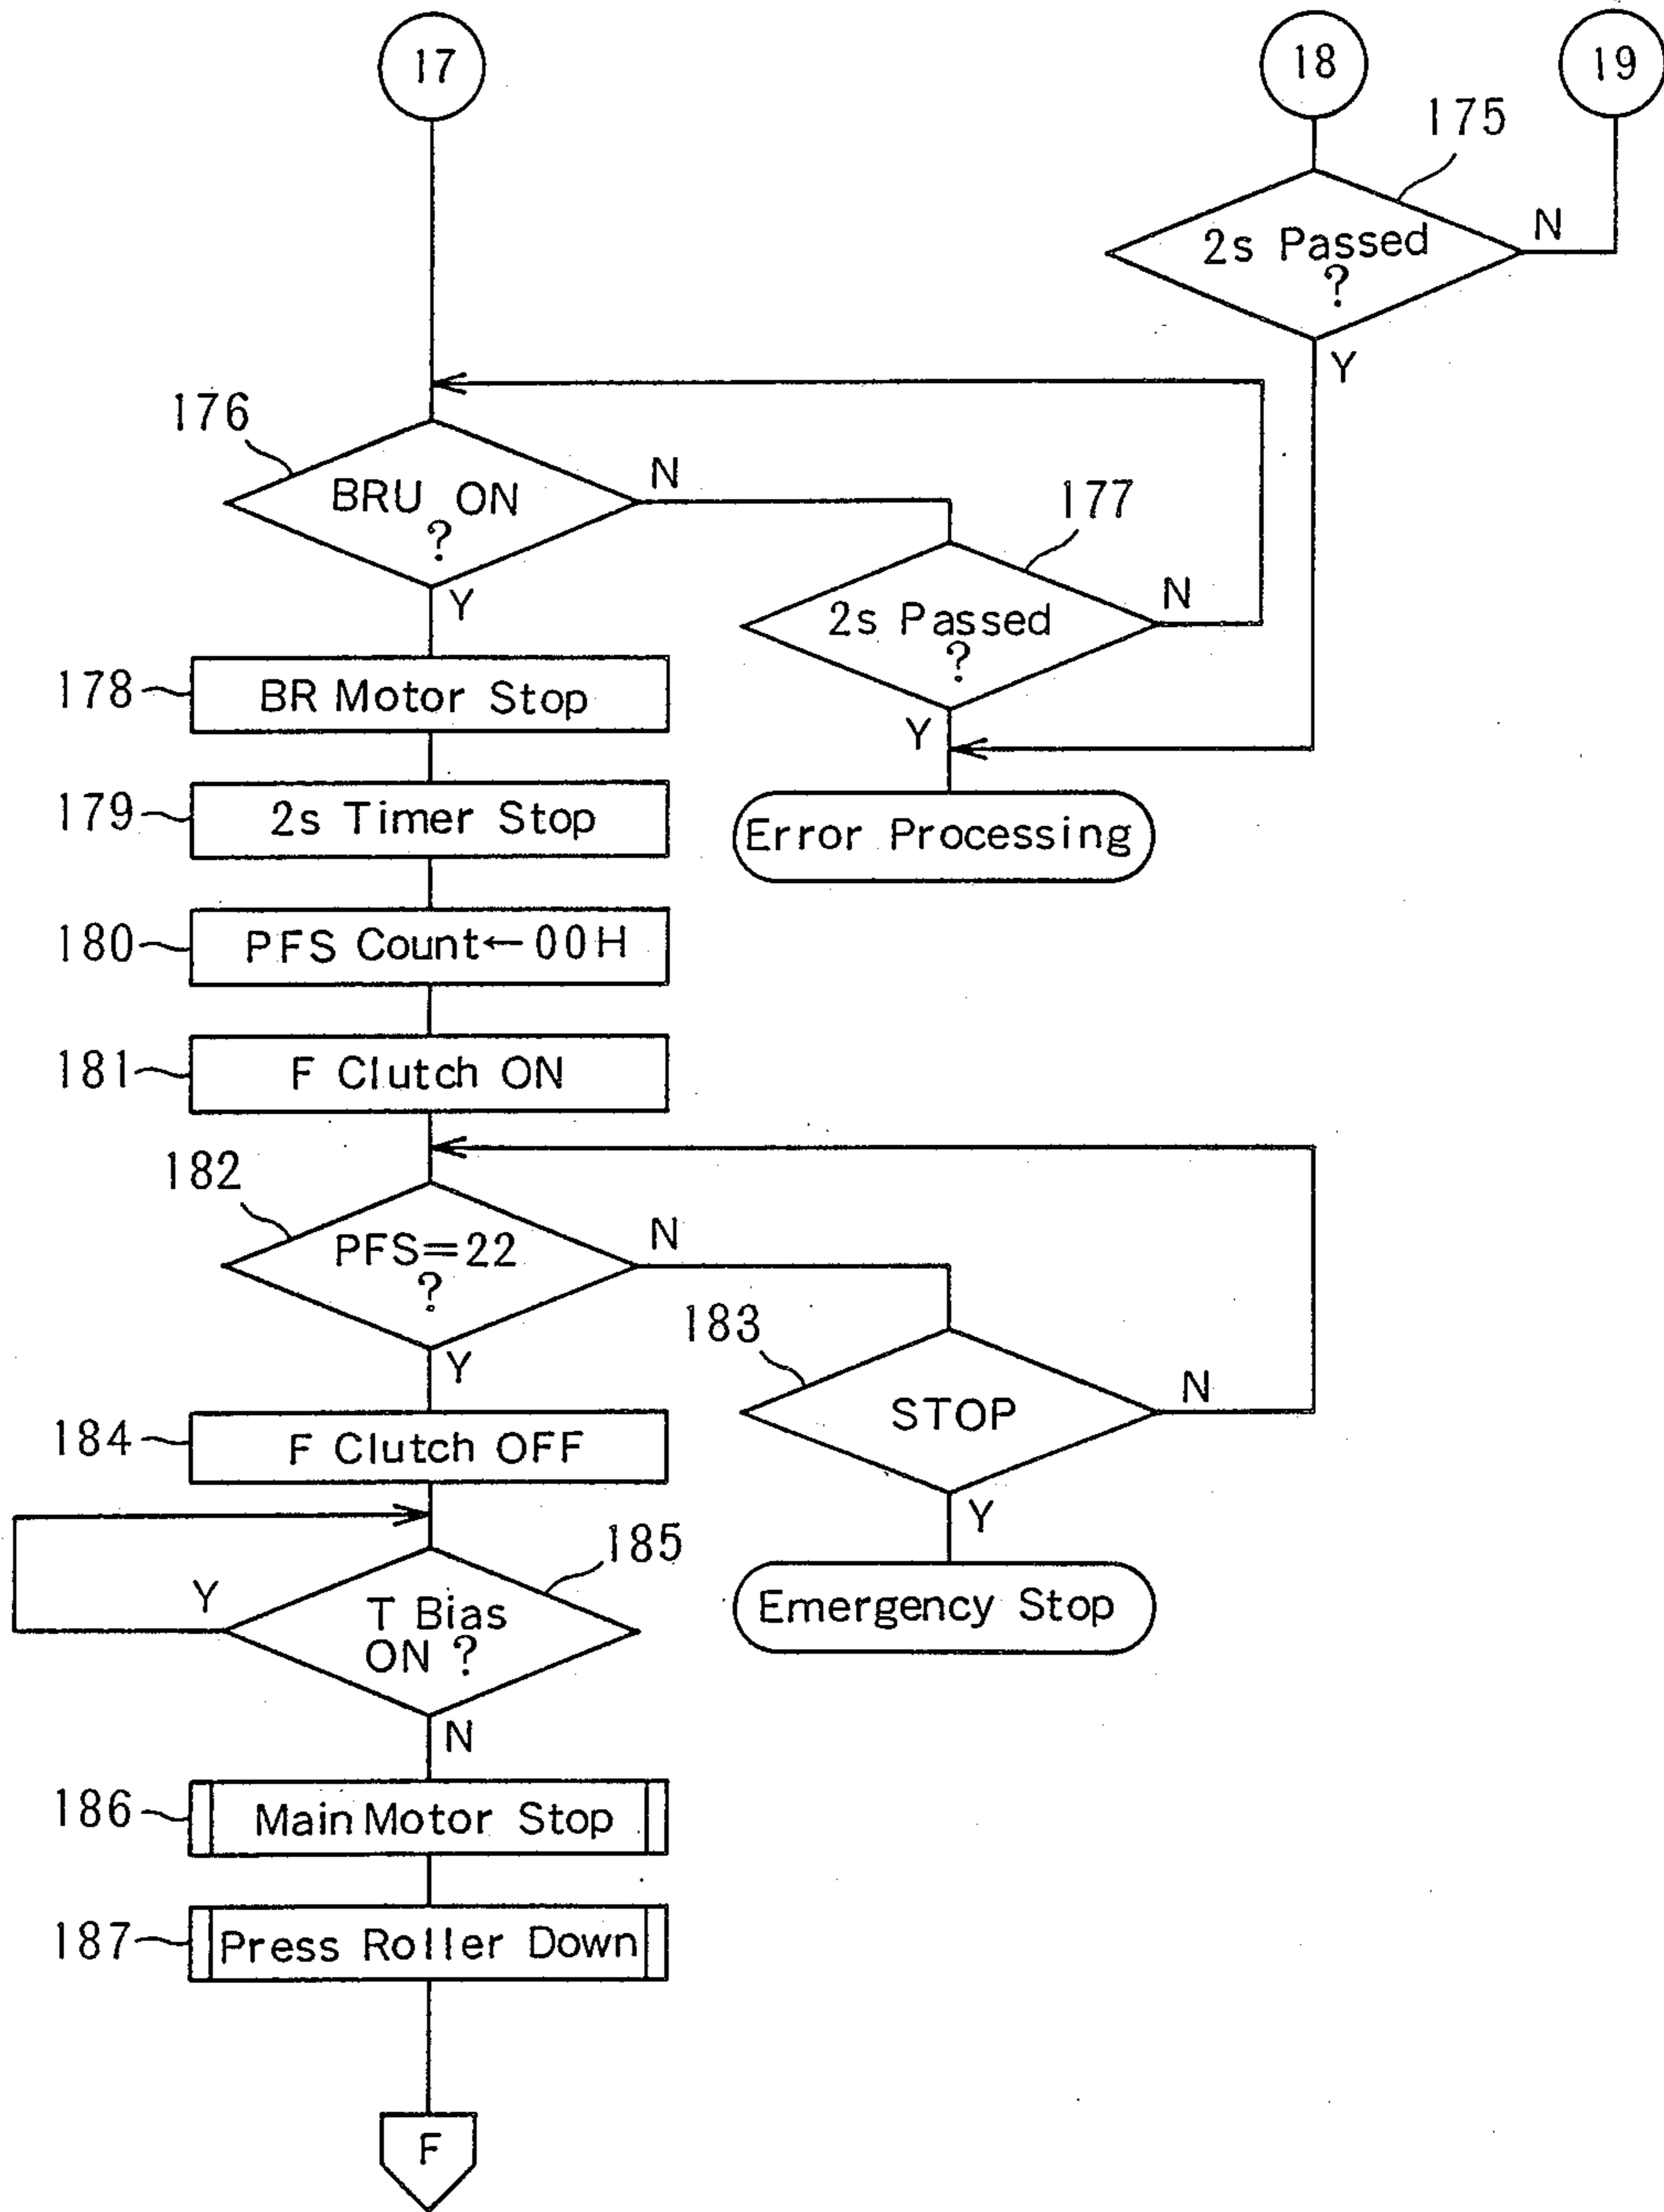 17
18
19
175
2s Passed
?
N
Y
176
BRU ON
?
N
Y
177
2s Passed
?
N
Y
178
BR Motor Stop
179
2s Timer Stop
Error Processing
180
PFS Count←00H
181
F Clutch ON
182
PFS=22
?
N
Y
183
STOP
N
Y
184
F Clutch OFF
185
T Bias
ON ?
Y
N
Emergency Stop
186
Main Motor Stop
187
Press Roller Down
F